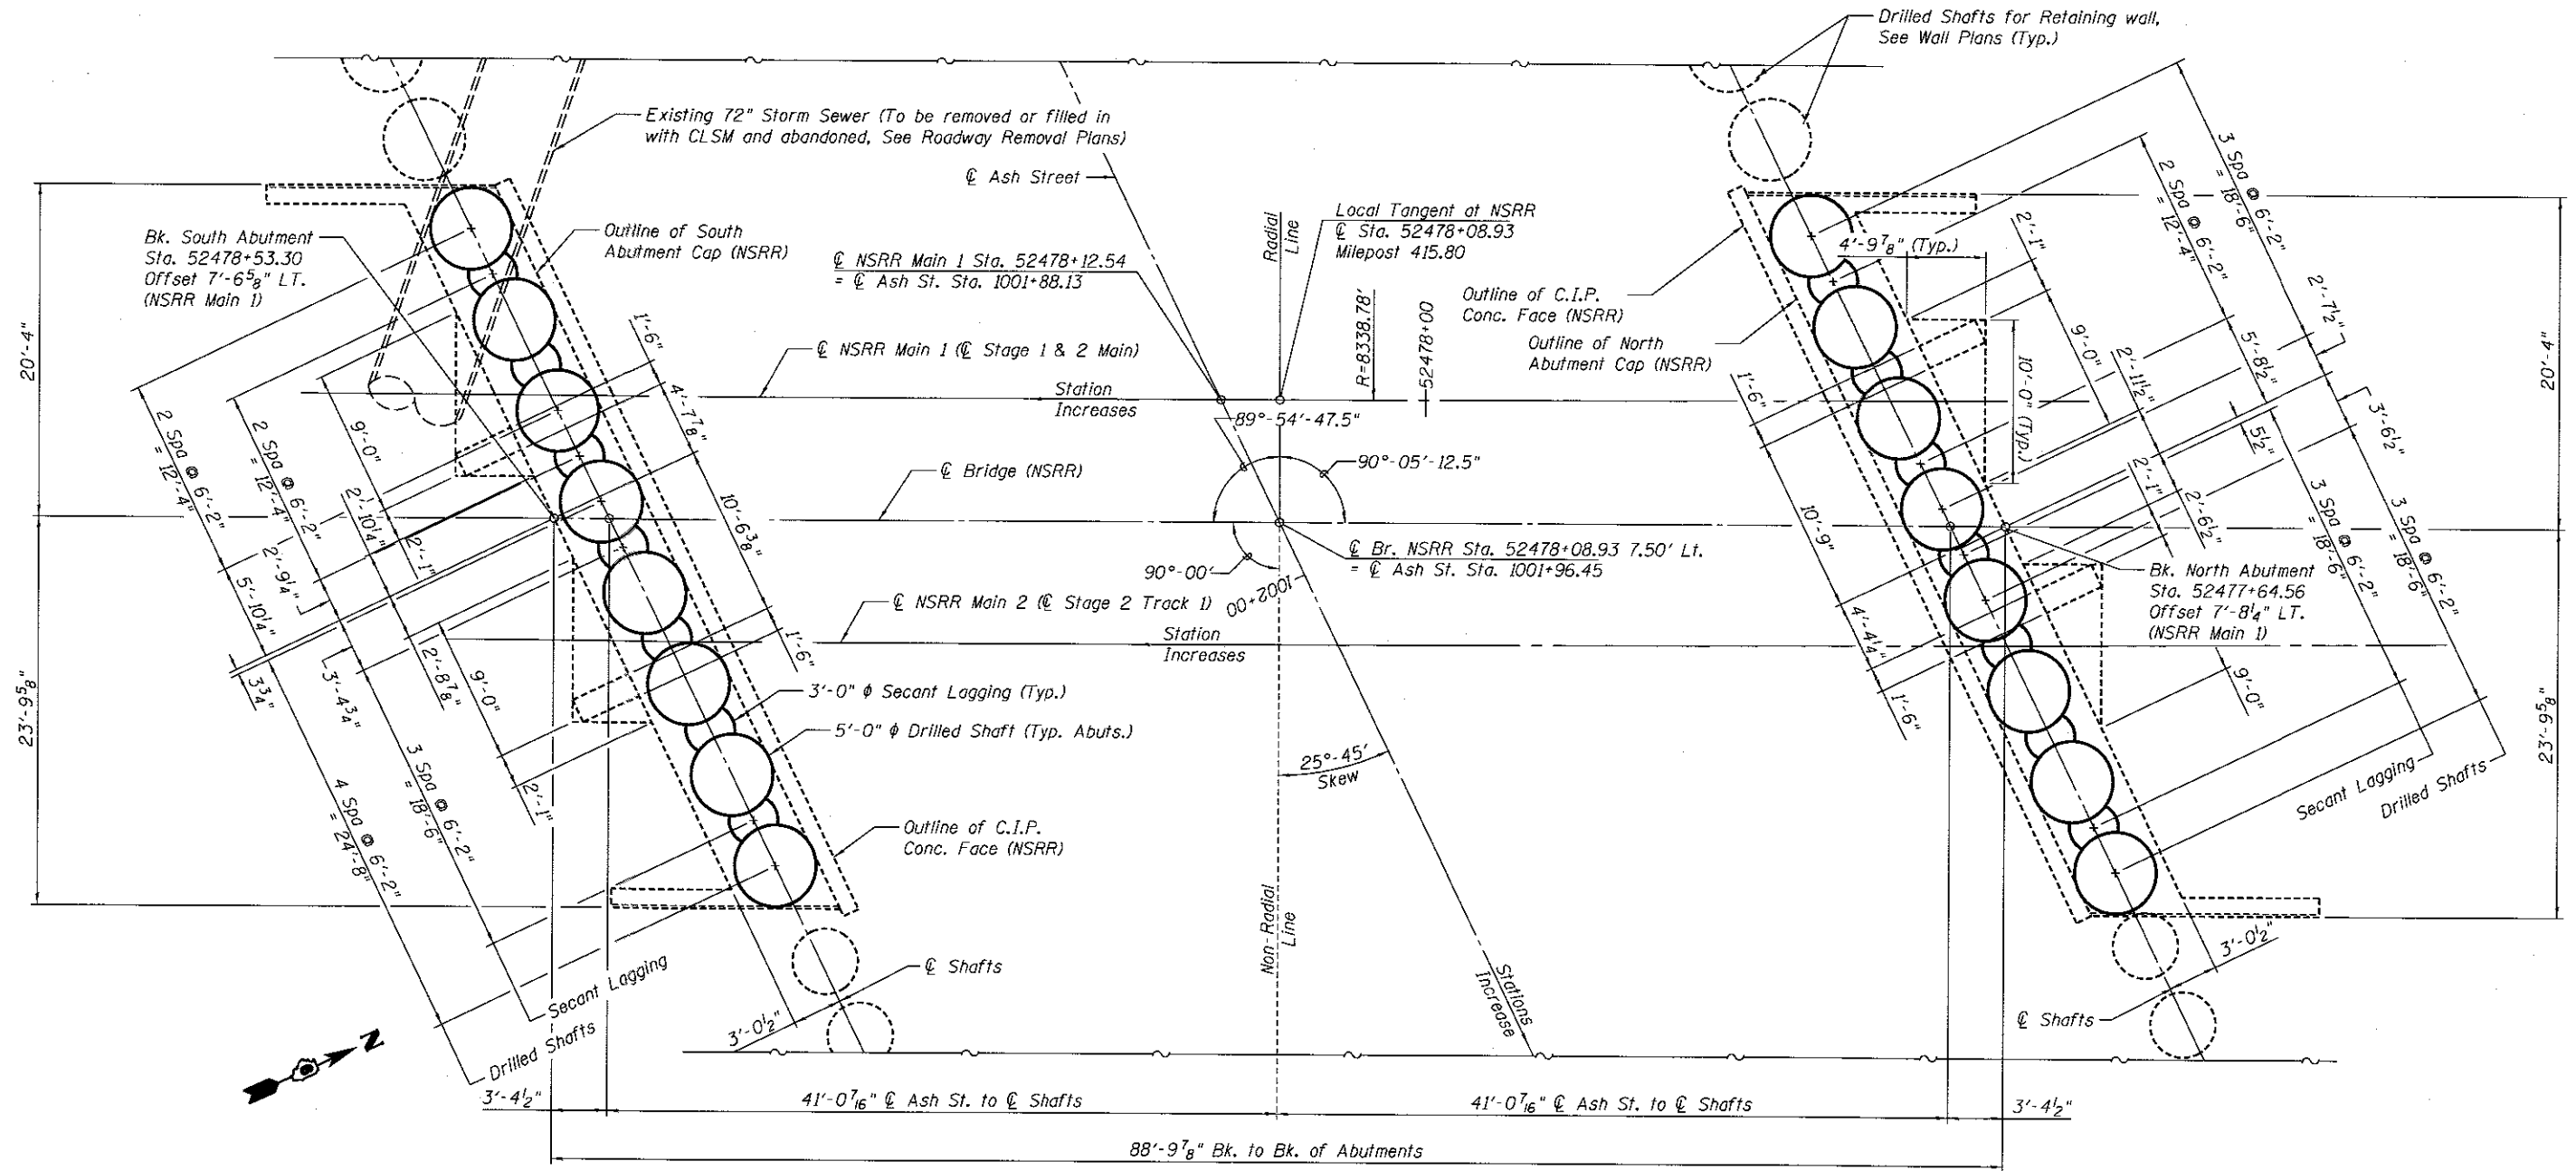 Drilled Shafts for Retaining wall,
See Wall Plans (Typ.)
Existing 72" Storm Sewer (To be removed or filled in
with CLSM and abandoned, See Roadway Removal Plans)
℄ Ash Street
Bk. South Abutment
Sta. 52478+53.30
Offset 7'-6⅝" LT.
(NSRR Main 1)
Outline of South
Abutment Cap (NSRR)
℄ NSRR Main 1 Sta. 52478+12.54
= ℄ Ash St. Sta. 1001+88.13
Radial
Line
Local Tangent at NSRR
℄ Sta. 52478+08.93
Milepost 415.80
R=8338.78'
52478+00
Outline of C.I.P.
Conc. Face (NSRR)
Outline of North
Abutment Cap (NSRR)
4'-9⅞" (Typ.)
10'-0" (Typ.)
3 Spa @ 6'-2"
= 18'-6"
2 Spa @ 6'-2"
= 12'-4"
2'-1"
9'-0"
2'-11½"
5'-8½"
2'-7½"
3'-6½"
5½"
2'-1"
2'-6½"
3 Spa @ 6'-2"
= 18'-6"
3 Spa @ 6'-2"
= 18'-6"
9'-0"
1'-6"
10'-9"
4'-4¼"
1'-6"
20'-4"
23'-9⅝"
20'-4"
23'-9⅝"
℄ NSRR Main 1 (℄ Stage 1 & 2 Main)
Station
Increases
89°-54'-47.5"
90°-05'-12.5"
90°-00'
℄ Bridge (NSRR)
℄ Br. NSRR Sta. 52478+08.93 7.50' Lt.
= ℄ Ash St. Sta. 1001+96.45
1002+00
℄ NSRR Main 2 (℄ Stage 2 Track 1)
Station
Increases
Bk. North Abutment
Sta. 52477+64.56
Offset 7'-8¼" LT.
(NSRR Main 1)
1'-6"
4'-7⅞"
10'-6⅜"
1'-6"
2 Spa @ 6'-2"
= 12'-4"
2 Spa @ 6'-2"
= 12'-4"
9'-0"
2'-10¼"
2'-1"
2'-9¼"
5'-10¼"
3¾"
3'-4¾"
2'-8⅞"
9'-0"
2'-1"
3 Spa @ 6'-2"
= 18'-6"
4 Spa @ 6'-2"
= 24'-8"
3'-0" ϕ Secant Lagging (Typ.)
5'-0" ϕ Drilled Shaft (Typ. Abuts.)
25°-45'
Skew
Outline of C.I.P.
Conc. Face (NSRR)
Non-Radial
Line
Stations
Increase
Secant Lagging
Drilled Shafts
Secant Lagging
Drilled Shafts
℄ Shafts
3'-0½"
℄ Shafts
3'-0½"
N
3'-4½"
41'-0⁷⁄₁₆" ℄ Ash St. to ℄ Shafts
41'-0⁷⁄₁₆" ℄ Ash St. to ℄ Shafts
3'-4½"
88'-9⅞" Bk. to Bk. of Abutments